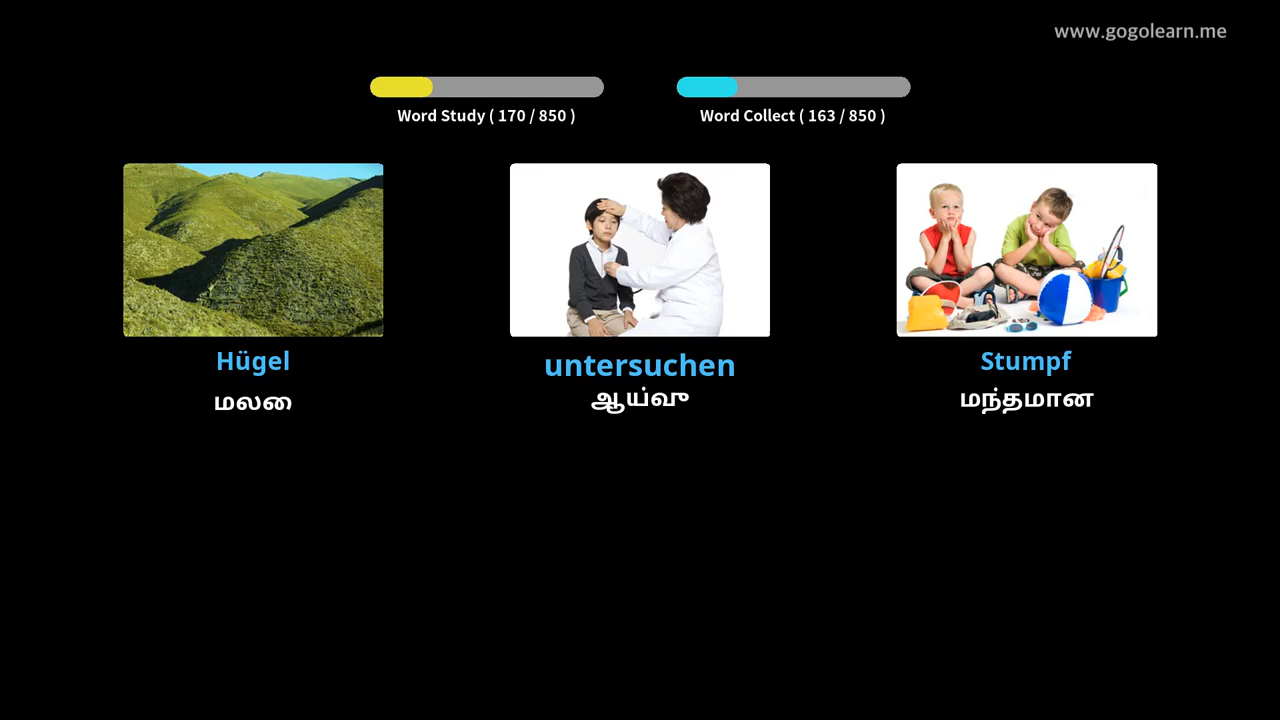 www.gogolearn.me
Word Study ( 170 / 850 )
Word Collect ( 163 / 850 )
Hügel
untersuchen
Stumpf
மலை
ஆய்வு
மந்தமான